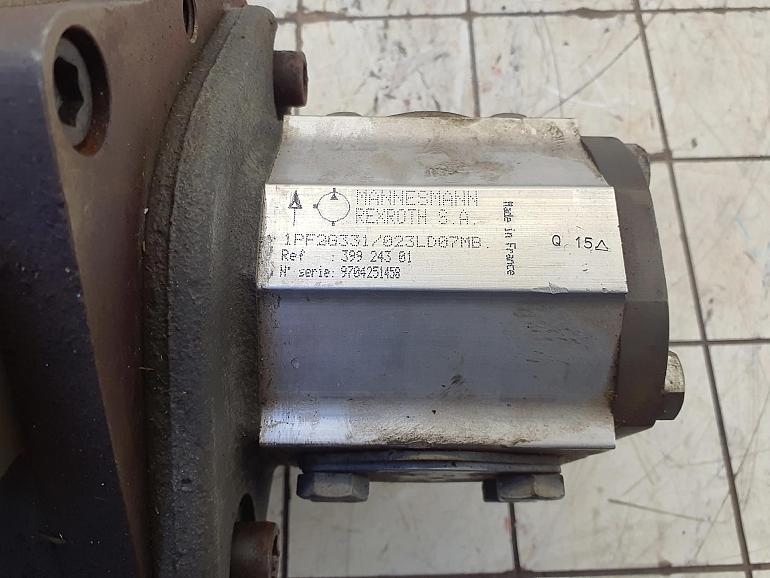 MANNESMANN
REXROTH S.A.
1PF2G331/023LD07MB.
Ref : 399 243 01
N° serie: 9704251458
Made in France
Q 15△